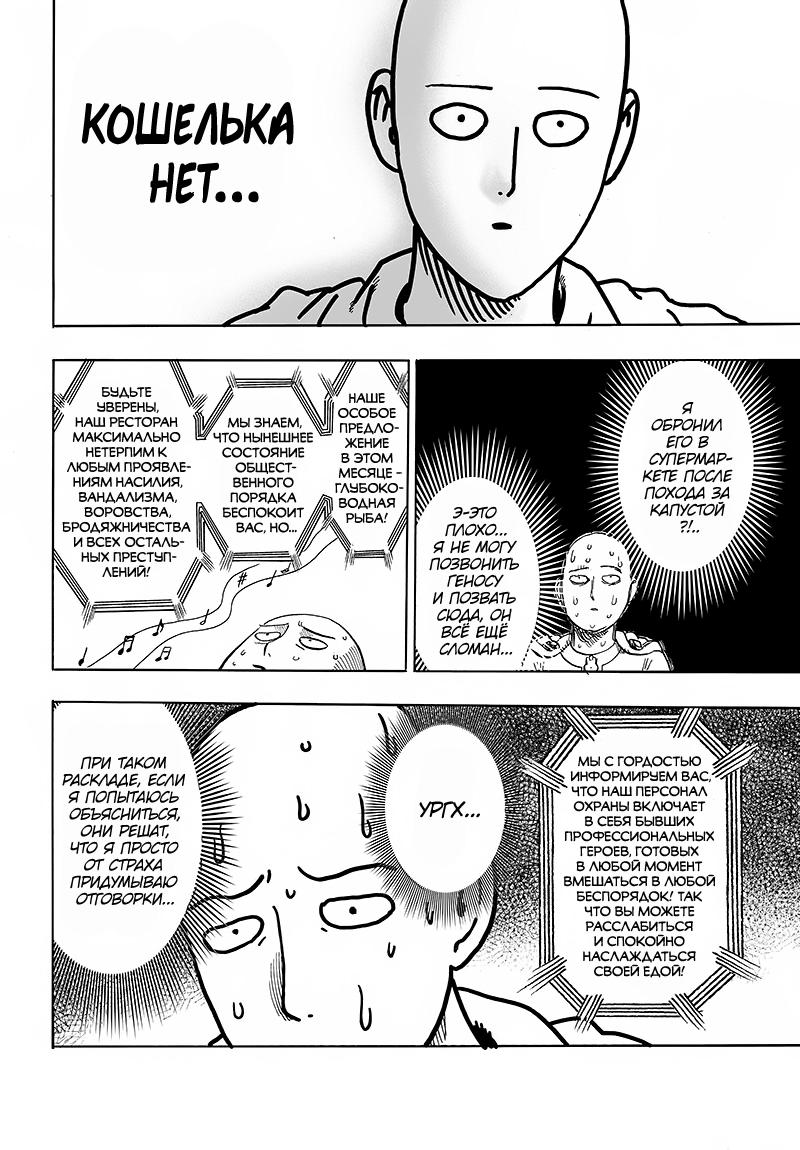 КОШЕЛЬКА
НЕТ...
Я
ОБРОНИЛ
ЕГО В
СУПЕРМАР-
КЕТЕ ПОСЛЕ
ПОХОДА ЗА
КАПУСТОЙ
?!..
Э-ЭТО
ПЛОХО...
Я НЕ МОГУ
ПОЗВОНИТЬ
ГЕНОСУ
И ПОЗВАТЬ
СЮДА, ОН
ВСЁ ЕЩЁ
СЛОМАН...
НАШЕ
ОСОБОЕ
ПРЕДЛО-
ЖЕНИЕ
В ЭТОМ
МЕСЯЦЕ -
ГЛУБОКО-
ВОДНАЯ
РЫБА!
МЫ ЗНАЕМ,
ЧТО НЫНЕШНЕЕ
СОСТОЯНИЕ
ОБЩЕСТ-
ВЕННОГО
ПОРЯДКА
БЕСПОКОИТ
ВАС, НО...
БУДЬТЕ
УВЕРЕНЫ,
НАШ РЕСТОРАН
МАКСИМАЛЬНО
НЕТЕРПИМ К
ЛЮБЫМ ПРОЯВЛЕ-
НИЯМ НАСИЛИЯ,
ВАНДАЛИЗМА,
ВОРОВСТВА,
БРОДЯЖНИЧЕСТВА
И ВСЕХ ОСТАЛЬ-
НЫХ ПРЕСТУП-
ЛЕНИЙ!
МЫ С ГОРДОСТЬЮ
ИНФОРМИРУЕМ ВАС,
ЧТО НАШ ПЕРСОНАЛ
ОХРАНЫ ВКЛЮЧАЕТ
В СЕБЯ БЫВШИХ
ПРОФЕССИОНАЛЬНЫХ
ГЕРОЕВ, ГОТОВЫХ
В ЛЮБОЙ МОМЕНТ
ВМЕШАТЬСЯ В ЛЮБОЙ
БЕСПОРЯДОК! ТАК
ЧТО ВЫ МОЖЕТЕ
РАССЛАБИТЬСЯ
И СПОКОЙНО
НАСЛАЖДАТЬСЯ
СВОЕЙ ЕДОЙ!
УРГХ...
ПРИ ТАКОМ
РАСКЛАДЕ, ЕСЛИ
Я ПОПЫТАЮСЬ
ОБЪЯСНИТЬСЯ,
ОНИ РЕШАТ,
ЧТО Я ПРОСТО
ОТ СТРАХА
ПРИДУМЫВАЮ
ОТГОВОРКИ...